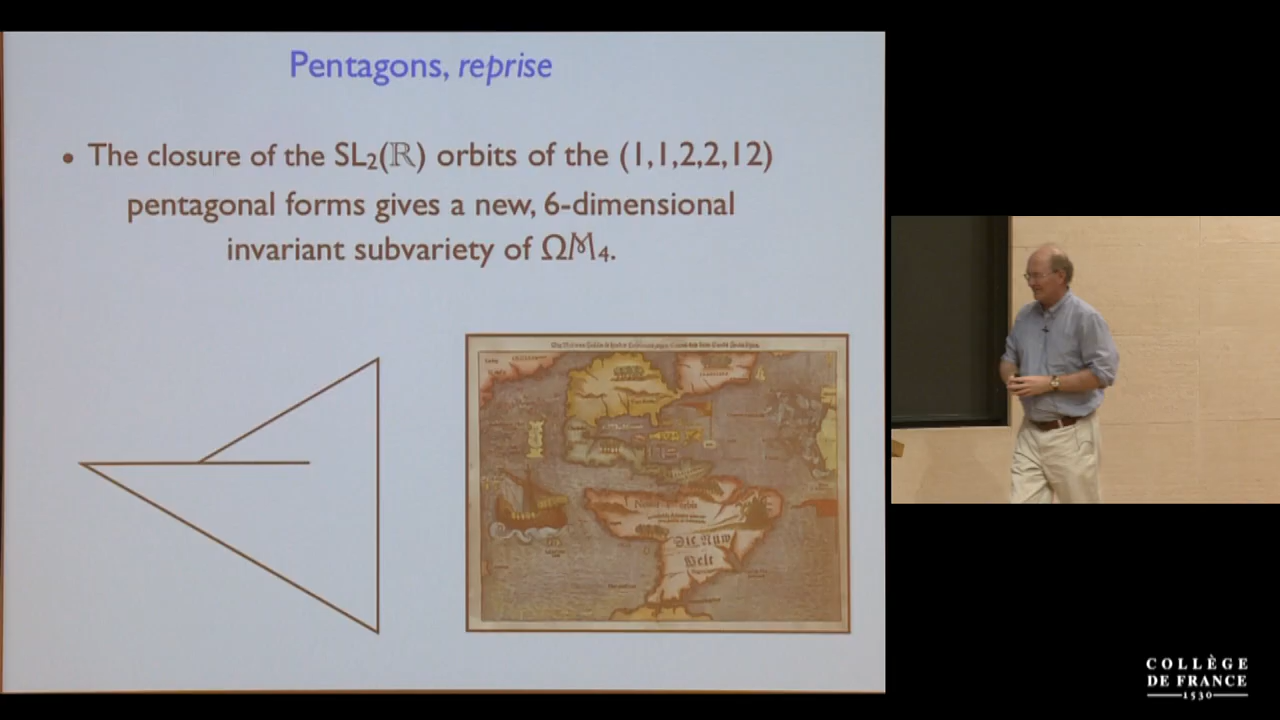 Pentagons, reprise
• The closure of the SL₂(ℝ) orbits of the (1,1,2,2,12)
pentagonal forms gives a new, 6-dimensional
invariant subvariety of ΩM₄.
Die Nüw
Welt
COLLÈGE
DE FRANCE
1530